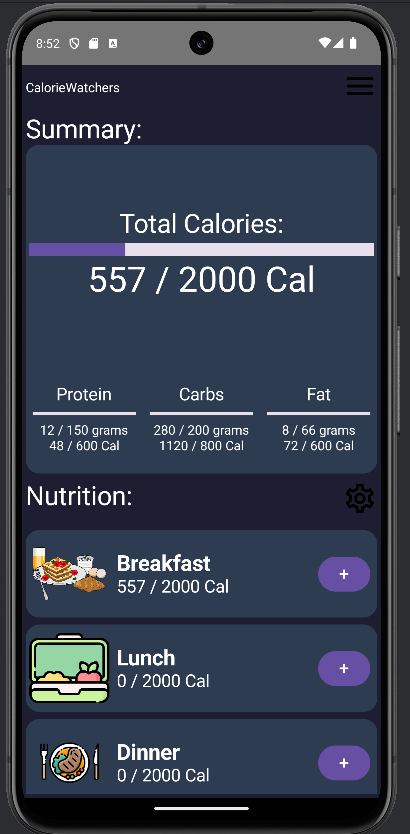 8:52
CalorieWatchers
Summary:
Total Calories:
557 / 2000 Cal
Protein Carbs Fat
12 / 150 grams 280 / 200 grams 8 / 66 grams
48 / 600 Cal 1120 / 800 Cal 72 / 600 Cal
Nutrition:
Breakfast
557 / 2000 Cal
+
Lunch
0 / 2000 Cal
+
Dinner
0 / 2000 Cal
+